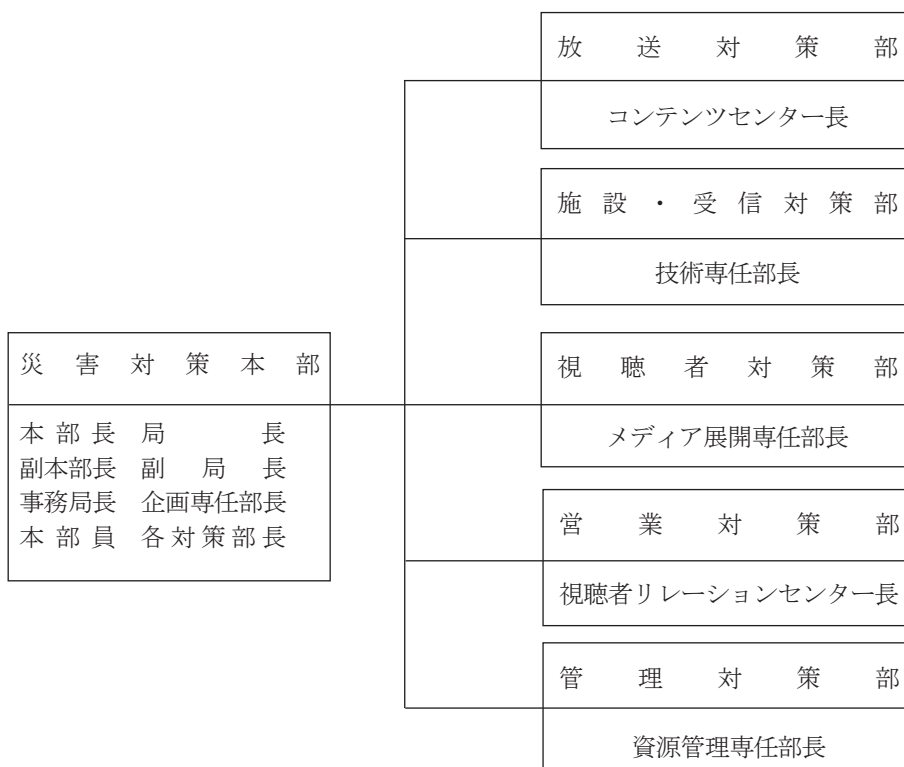 放送対策部
コンテンツセンター長
施設・受信対策部
技術専任部長
災害対策本部
本部長 局長
副本部長 副局長
事務局長 企画専任部長
本部員 各対策部長
視聴者対策部
メディア展開専任部長
営業対策部
視聴者リレーションセンター長
管理対策部
資源管理専任部長